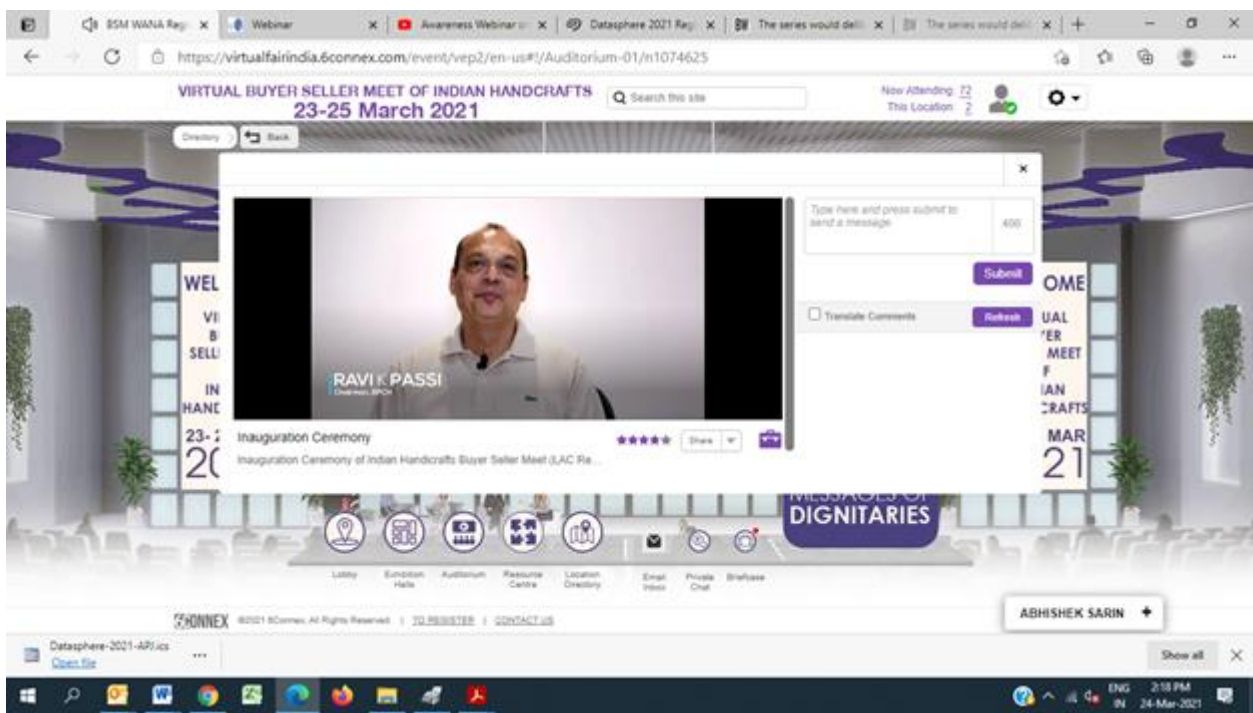 BSM WANA Reg
Webinar
Awareness Webinar o
Datasphere 2021 Reg
The series would deli
The series would deli
https://virtualfairindia.6connex.com/event/vep2/en-us#!/Auditorium-01/n1074625
VIRTUAL BUYER SELLER MEET OF INDIAN HANDCRAFTS
23-25 March 2021
Search this site
Now Attending 72
This Location 2
Directory
Back
Type here and press submit to
send a message
400
Submit
Translate Comments
Refresh
RAVI K PASSI
Chairman, EPCH
Inauguration Ceremony
Share
Inauguration Ceremony of Indian Handicrafts Buyer Seller Meet (LAC Re...
WEL
VI
B
SELL
IN
HAND
23-2
20
OME
UAL
YER
MEET
F
IAN
CRAFTS
MAR
21
MESSAGES OF
DIGNITARIES
Lobby
Exhibition
Halls
Auditorium
Resource
Centre
Location
Directory
Email
Inbox
Private
Chat
Briefcase
6CONNEX
©2021 6Connex. All Rights Reserved. | TO REGISTER | CONTACT US
ABHISHEK SARIN +
Datasphere-2021-API.ics
Open file
Show all
ENG
IN
2:18 PM
24-Mar-2021